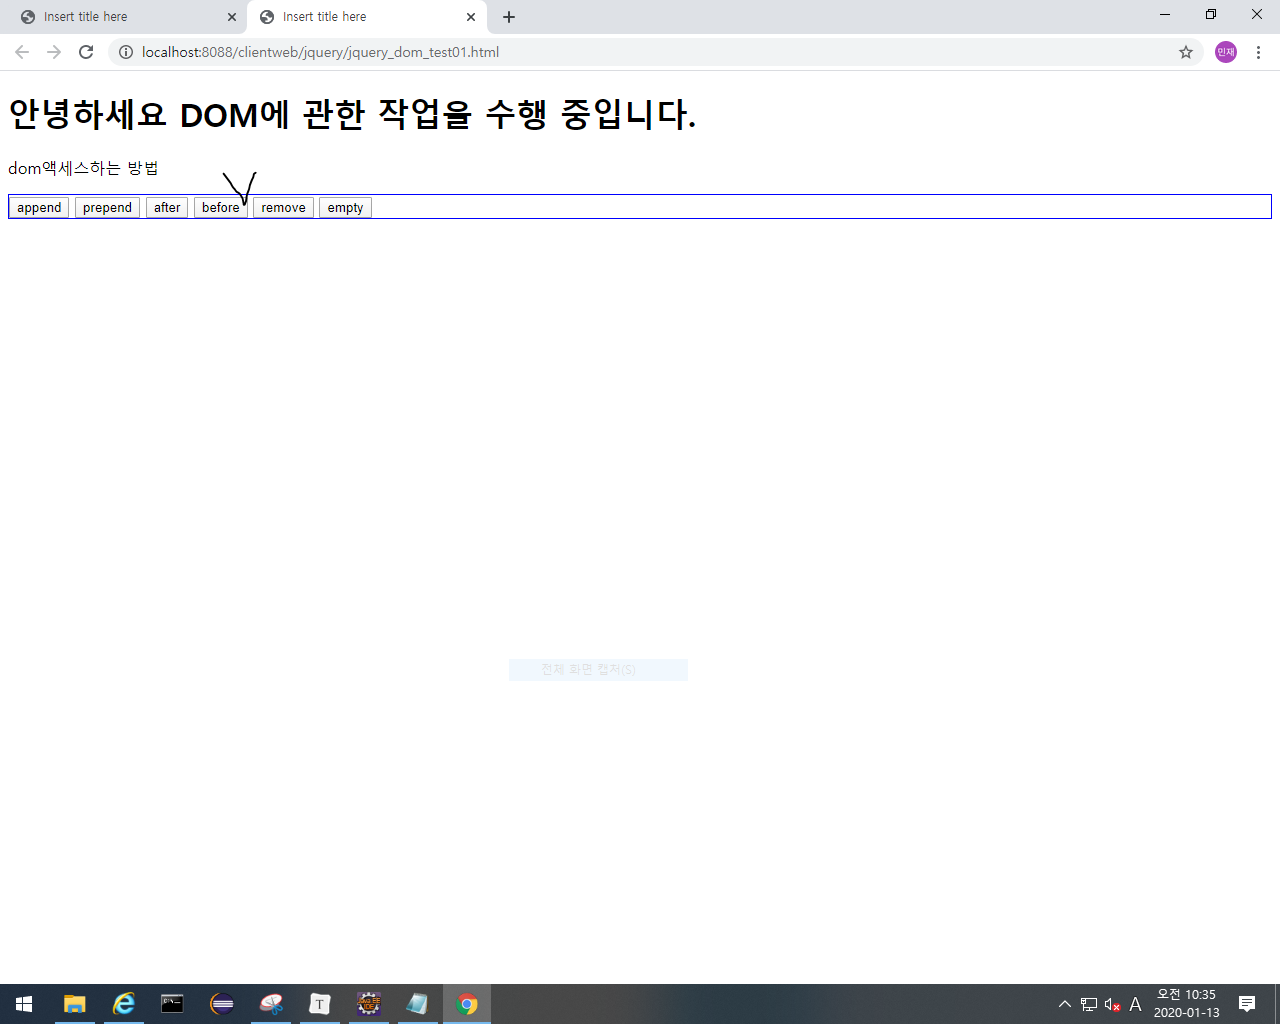 Insert title here
Insert title here
localhost:8088/clientweb/jquery/jquery_dom_test01.html
민재
안녕하세요 DOM에 관한 작업을 수행 중입니다.
dom액세스하는 방법
append prepend after before remove empty
전체 화면 캡처(S)
T
A
오전 10:35
2020-01-13